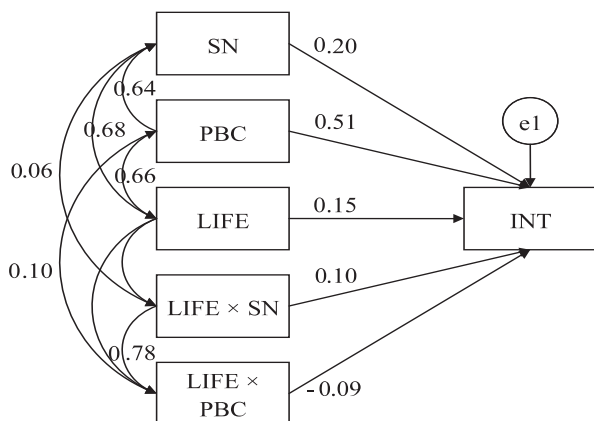 SN
0.20
0.64
0.68
PBC
0.51
e1
0.06
0.66
LIFE
0.15
INT
0.10
LIFE × SN
0.10
0.78
LIFE ×
PBC
-0.09